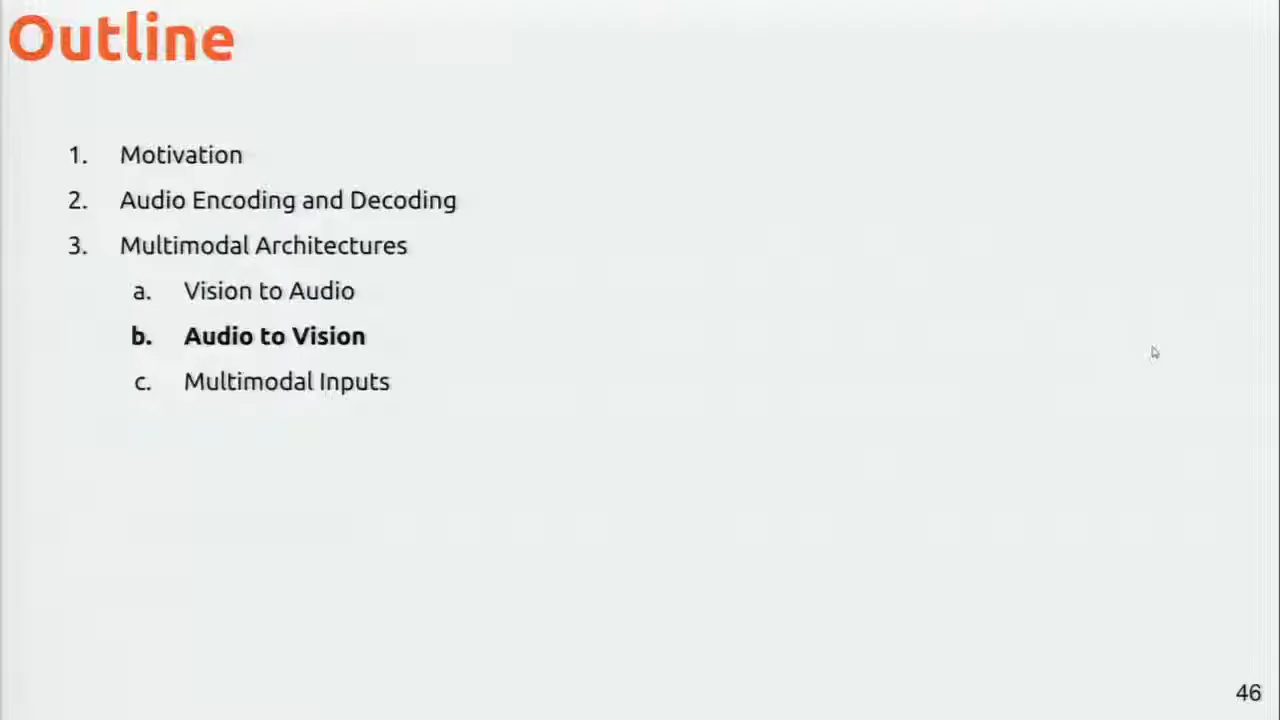 Outline
1. Motivation
2. Audio Encoding and Decoding
3. Multimodal Architectures
a. Vision to Audio
b. Audio to Vision
c. Multimodal Inputs
46